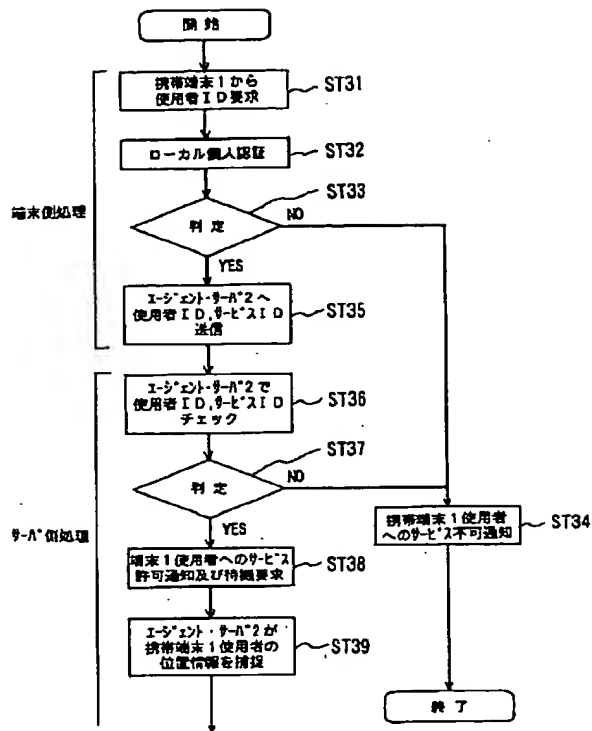 開 始
携帯端末1から
使用者ID要求
ST31
ローカル個人認証
ST32
ST33
端末側処理
判 定
NO
YES
エージェント・サーバ2へ
使用者ID,サービスID
送信
ST35
エージェント・サーバ2で
使用者ID,サービスID
チェック
ST36
ST37
判 定
NO
サーバ側処理
YES
携帯端末1使用者
へのサービス不可通知
ST34
端末1使用者へのサービス
許可通知及び待機要求
ST38
エージェント・サーバ2が
携帯端末1使用者の
位置情報を捕捉
ST39
終 了